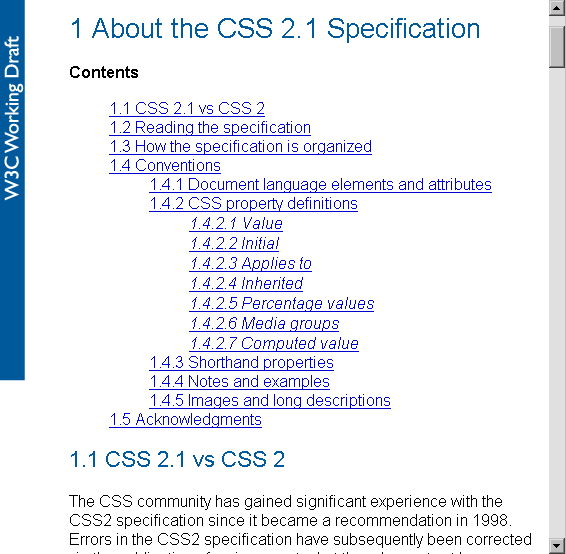 W3C Working Draft
1 About the CSS 2.1 Specification
Contents
1.1 CSS 2.1 vs CSS 2
1.2 Reading the specification
1.3 How the specification is organized
1.4 Conventions
1.4.1 Document language elements and attributes
1.4.2 CSS property definitions
1.4.2.1 Value
1.4.2.2 Initial
1.4.2.3 Applies to
1.4.2.4 Inherited
1.4.2.5 Percentage values
1.4.2.6 Media groups
1.4.2.7 Computed value
1.4.3 Shorthand properties
1.4.4 Notes and examples
1.4.5 Images and long descriptions
1.5 Acknowledgments
1.1 CSS 2.1 vs CSS 2
The CSS community has gained significant experience with the
CSS2 specification since it became a recommendation in 1998.
Errors in the CSS2 specification have subsequently been corrected